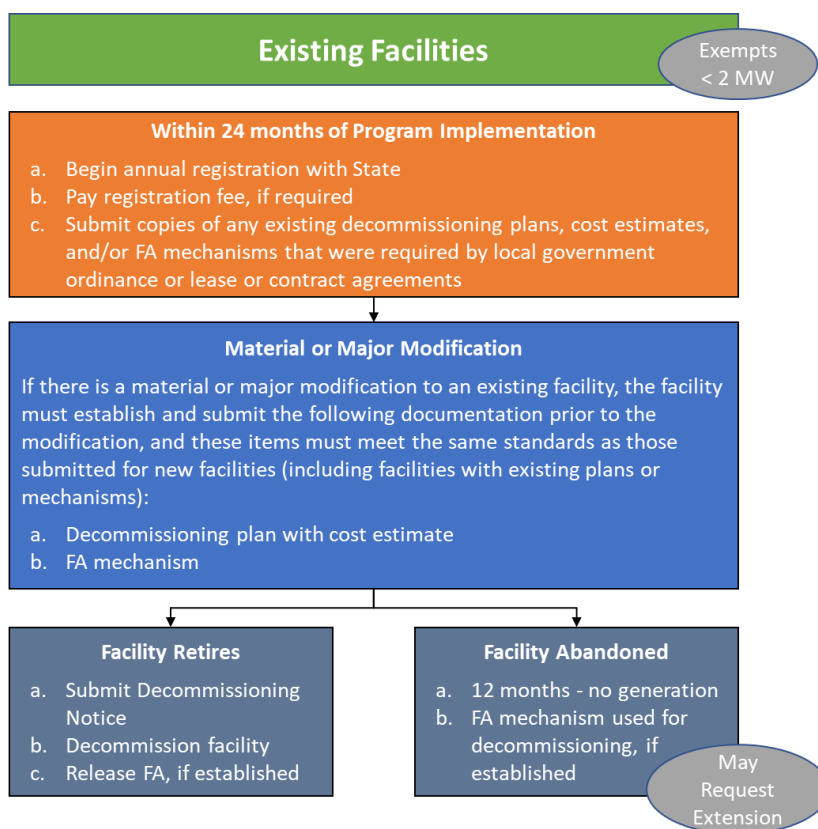 Existing Facilities
Exempts
< 2 MW
Within 24 months of Program Implementation
a. Begin annual registration with State
b. Pay registration fee, if required
c. Submit copies of any existing decommissioning plans, cost estimates,
and/or FA mechanisms that were required by local government
ordinance or lease or contract agreements
Material or Major Modification
If there is a material or major modification to an existing facility, the facility
must establish and submit the following documentation prior to the
modification, and these items must meet the same standards as those
submitted for new facilities (including facilities with existing plans or
mechanisms):
a. Decommissioning plan with cost estimate
b. FA mechanism
Facility Retires
a. Submit Decommissioning
Notice
b. Decommission facility
c. Release FA, if established
Facility Abandoned
a. 12 months - no generation
b. FA mechanism used for
decommissioning, if
established
May
Request
Extension